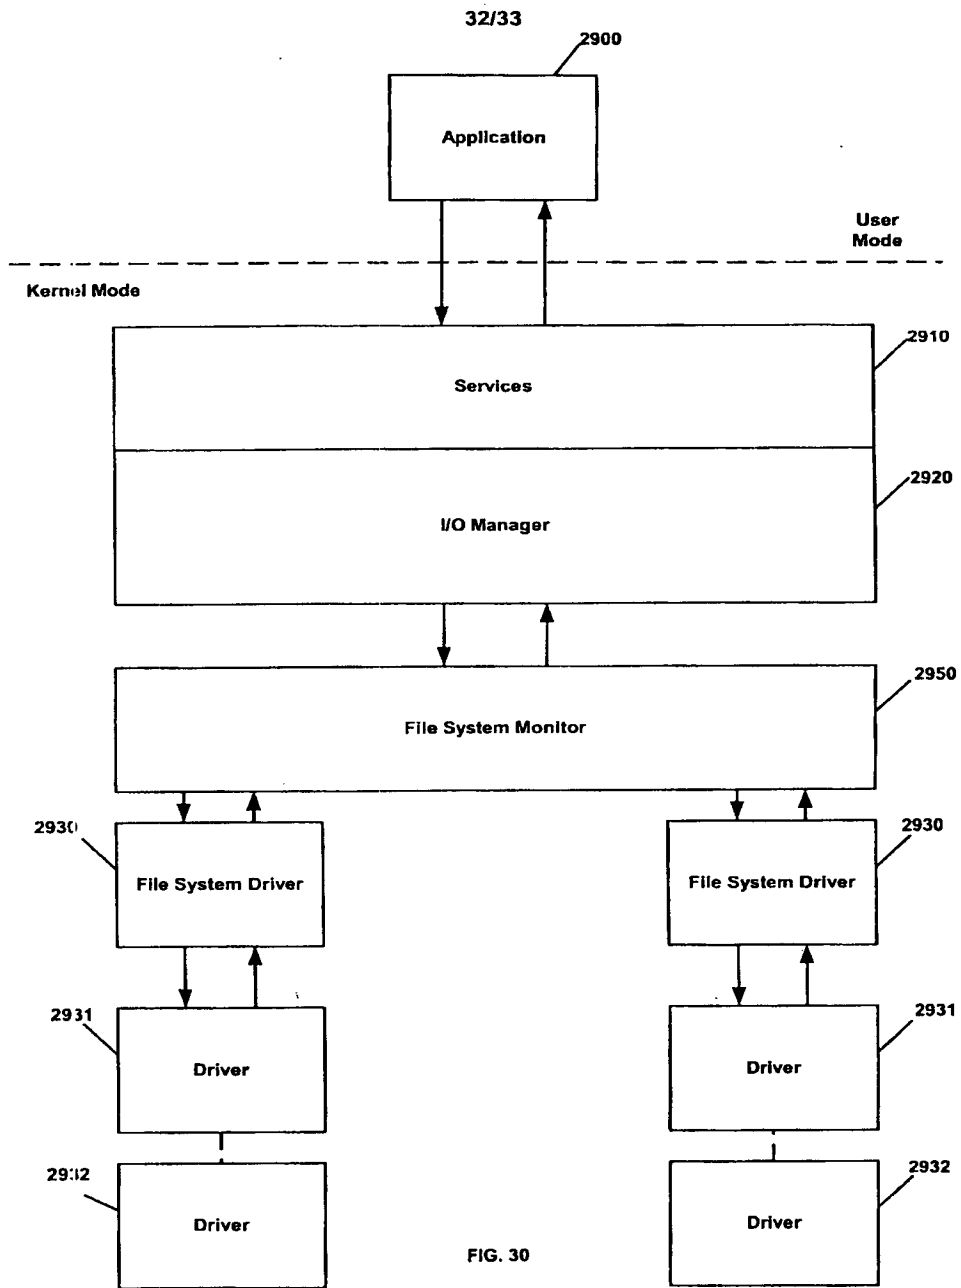 32/33
2900
Application
User
Mode
Kernel Mode
2910
Services
2920
I/O Manager
2950
File System Monitor
2930
2930
File System Driver
File System Driver
2931
2931
Driver
Driver
2932
2932
Driver
Driver
FIG. 30